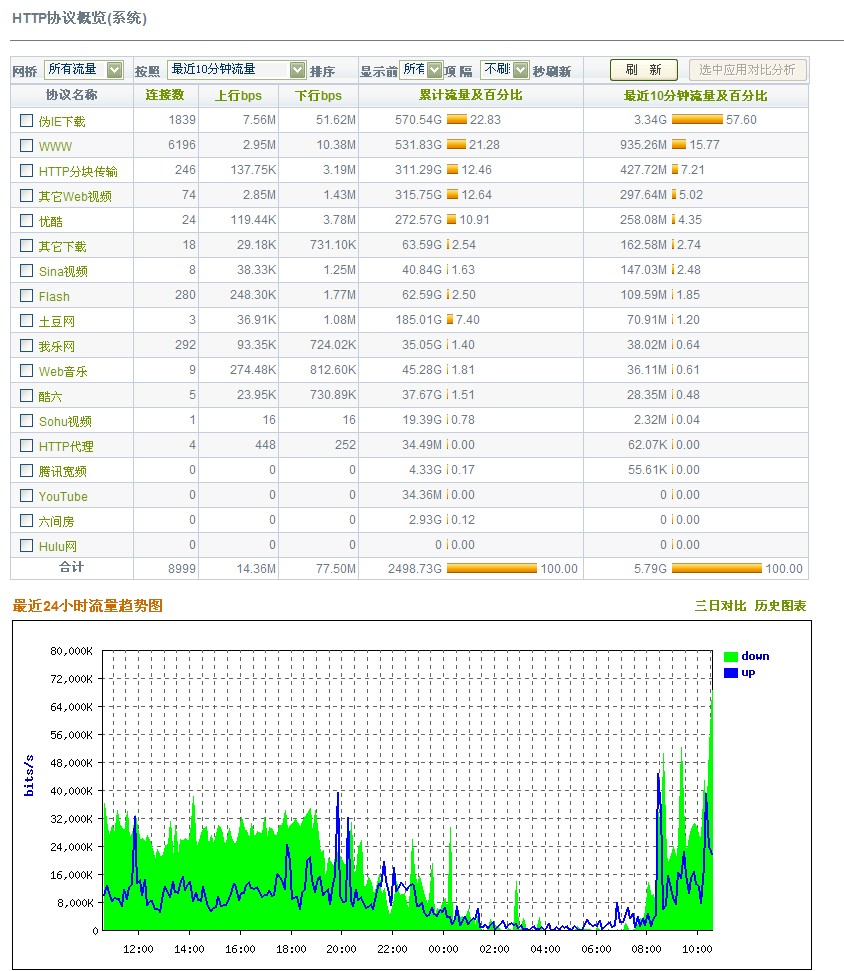 HTTP协议概览(系统)
网桥 所有流量 按照 最近10分钟流量 排序 显示前 所有 项 隔 不刷 秒刷新 刷 新 选中应用对比分析
协议名称 连接数 上行bps 下行bps 累计流量及百分比 最近10分钟流量及百分比
伪IE下载 1839 7.56M 51.62M 570.54G 22.83 3.34G 57.60
WWW 6196 2.95M 10.38M 531.83G 21.28 935.26M 15.77
HTTP分块传输 246 137.75K 3.19M 311.29G 12.46 427.72M 7.21
其它Web视频 74 2.85M 1.43M 315.75G 12.64 297.64M 5.02
优酷 24 119.44K 3.78M 272.57G 10.91 258.08M 4.35
其它下载 18 29.18K 731.10K 63.59G 2.54 162.58M 2.74
Sina视频 8 38.33K 1.25M 40.84G 1.63 147.03M 2.48
Flash 280 248.30K 1.77M 62.59G 2.50 109.59M 1.85
土豆网 3 36.91K 1.08M 185.01G 7.40 70.91M 1.20
我乐网 292 93.35K 724.02K 35.05G 1.40 38.02M 0.64
Web音乐 9 274.48K 812.60K 45.28G 1.81 36.11M 0.61
酷六 5 23.95K 730.89K 37.67G 1.51 28.35M 0.48
Sohu视频 1 16 16 19.39G 0.78 2.32M 0.04
HTTP代理 4 448 252 34.49M 0.00 62.07K 0.00
腾讯宽频 0 0 0 4.33G 0.17 55.61K 0.00
YouTube 0 0 0 34.36M 0.00 0 0.00
六间房 0 0 0 2.93G 0.12 0 0.00
Hulu网 0 0 0 0 0.00 0 0.00
合计 8999 14.36M 77.50M 2498.73G 100.00 5.79G 100.00
最近24小时流量趋势图 三日对比 历史图表
80,000K
72,000K
64,000K
56,000K
48,000K
40,000K
32,000K
24,000K
16,000K
8,000K
0
bits/s
down
up
12:00 14:00 16:00 18:00 20:00 22:00 00:00 02:00 04:00 06:00 08:00 10:00